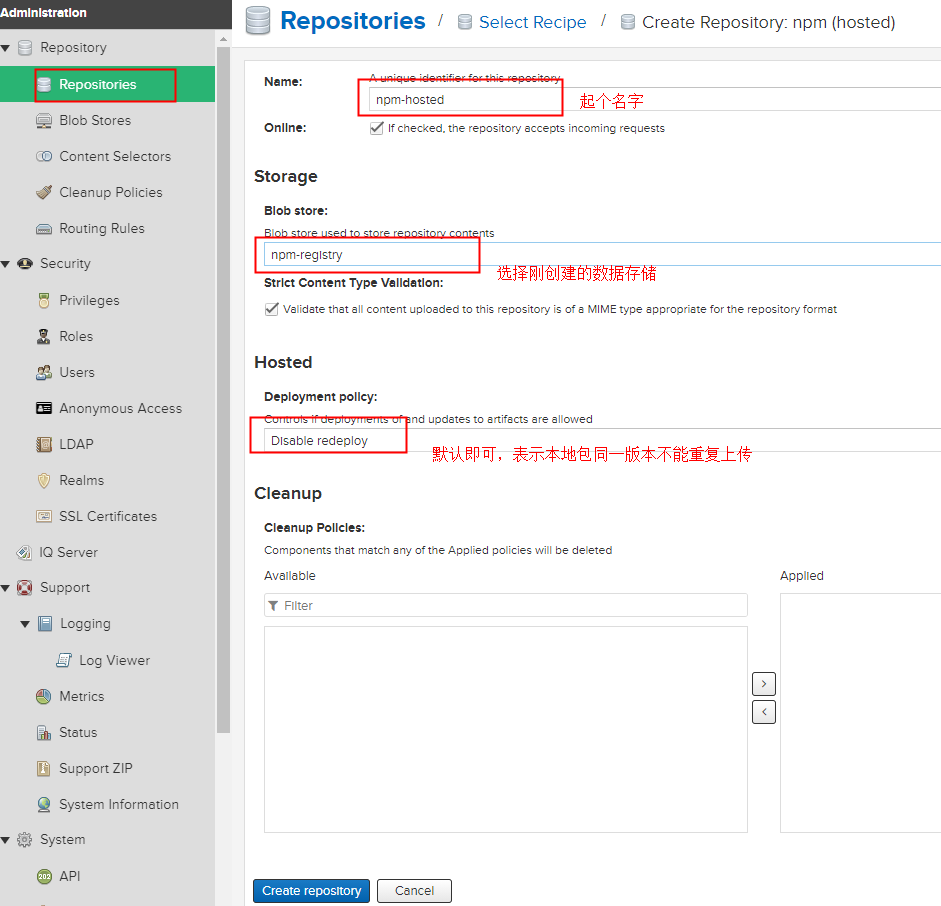 Administration
Repository
Repositories
Blob Stores
Content Selectors
Cleanup Policies
Routing Rules
Security
Privileges
Roles
Users
Anonymous Access
LDAP
Realms
SSL Certificates
IQ Server
Support
Logging
Log Viewer
Metrics
Status
Support ZIP
System Information
System
API
Repositories / Select Recipe / Create Repository: npm (hosted)
Name:
A unique identifier for this repository
npm-hosted 起个名字
Online:
If checked, the repository accepts incoming requests
Storage
Blob store:
Blob store used to store repository contents
npm-registry
选择刚创建的数据存储
Strict Content Type Validation:
Validate that all content uploaded to this repository is of a MIME type appropriate for the repository format
Hosted
Deployment policy:
Controls if deployments of and updates to artifacts are allowed
Disable redeploy
默认即可，表示本地包同一版本不能重复上传
Cleanup
Cleanup Policies:
Components that match any of the Applied policies will be deleted
Available Applied
Filter
Create repository Cancel